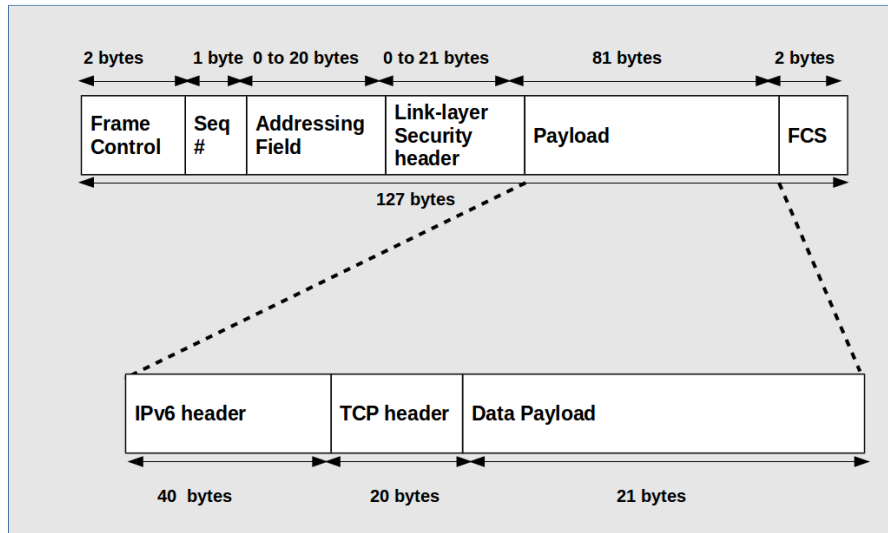 2 bytes 1 byte 0 to 20 bytes 0 to 21 bytes 81 bytes 2 bytes
Frame
Control
Seq
#
Addressing
Field
Link-layer
Security
header
Payload
FCS
127 bytes
IPv6 header
TCP header
Data Payload
40 bytes 20 bytes 21 bytes